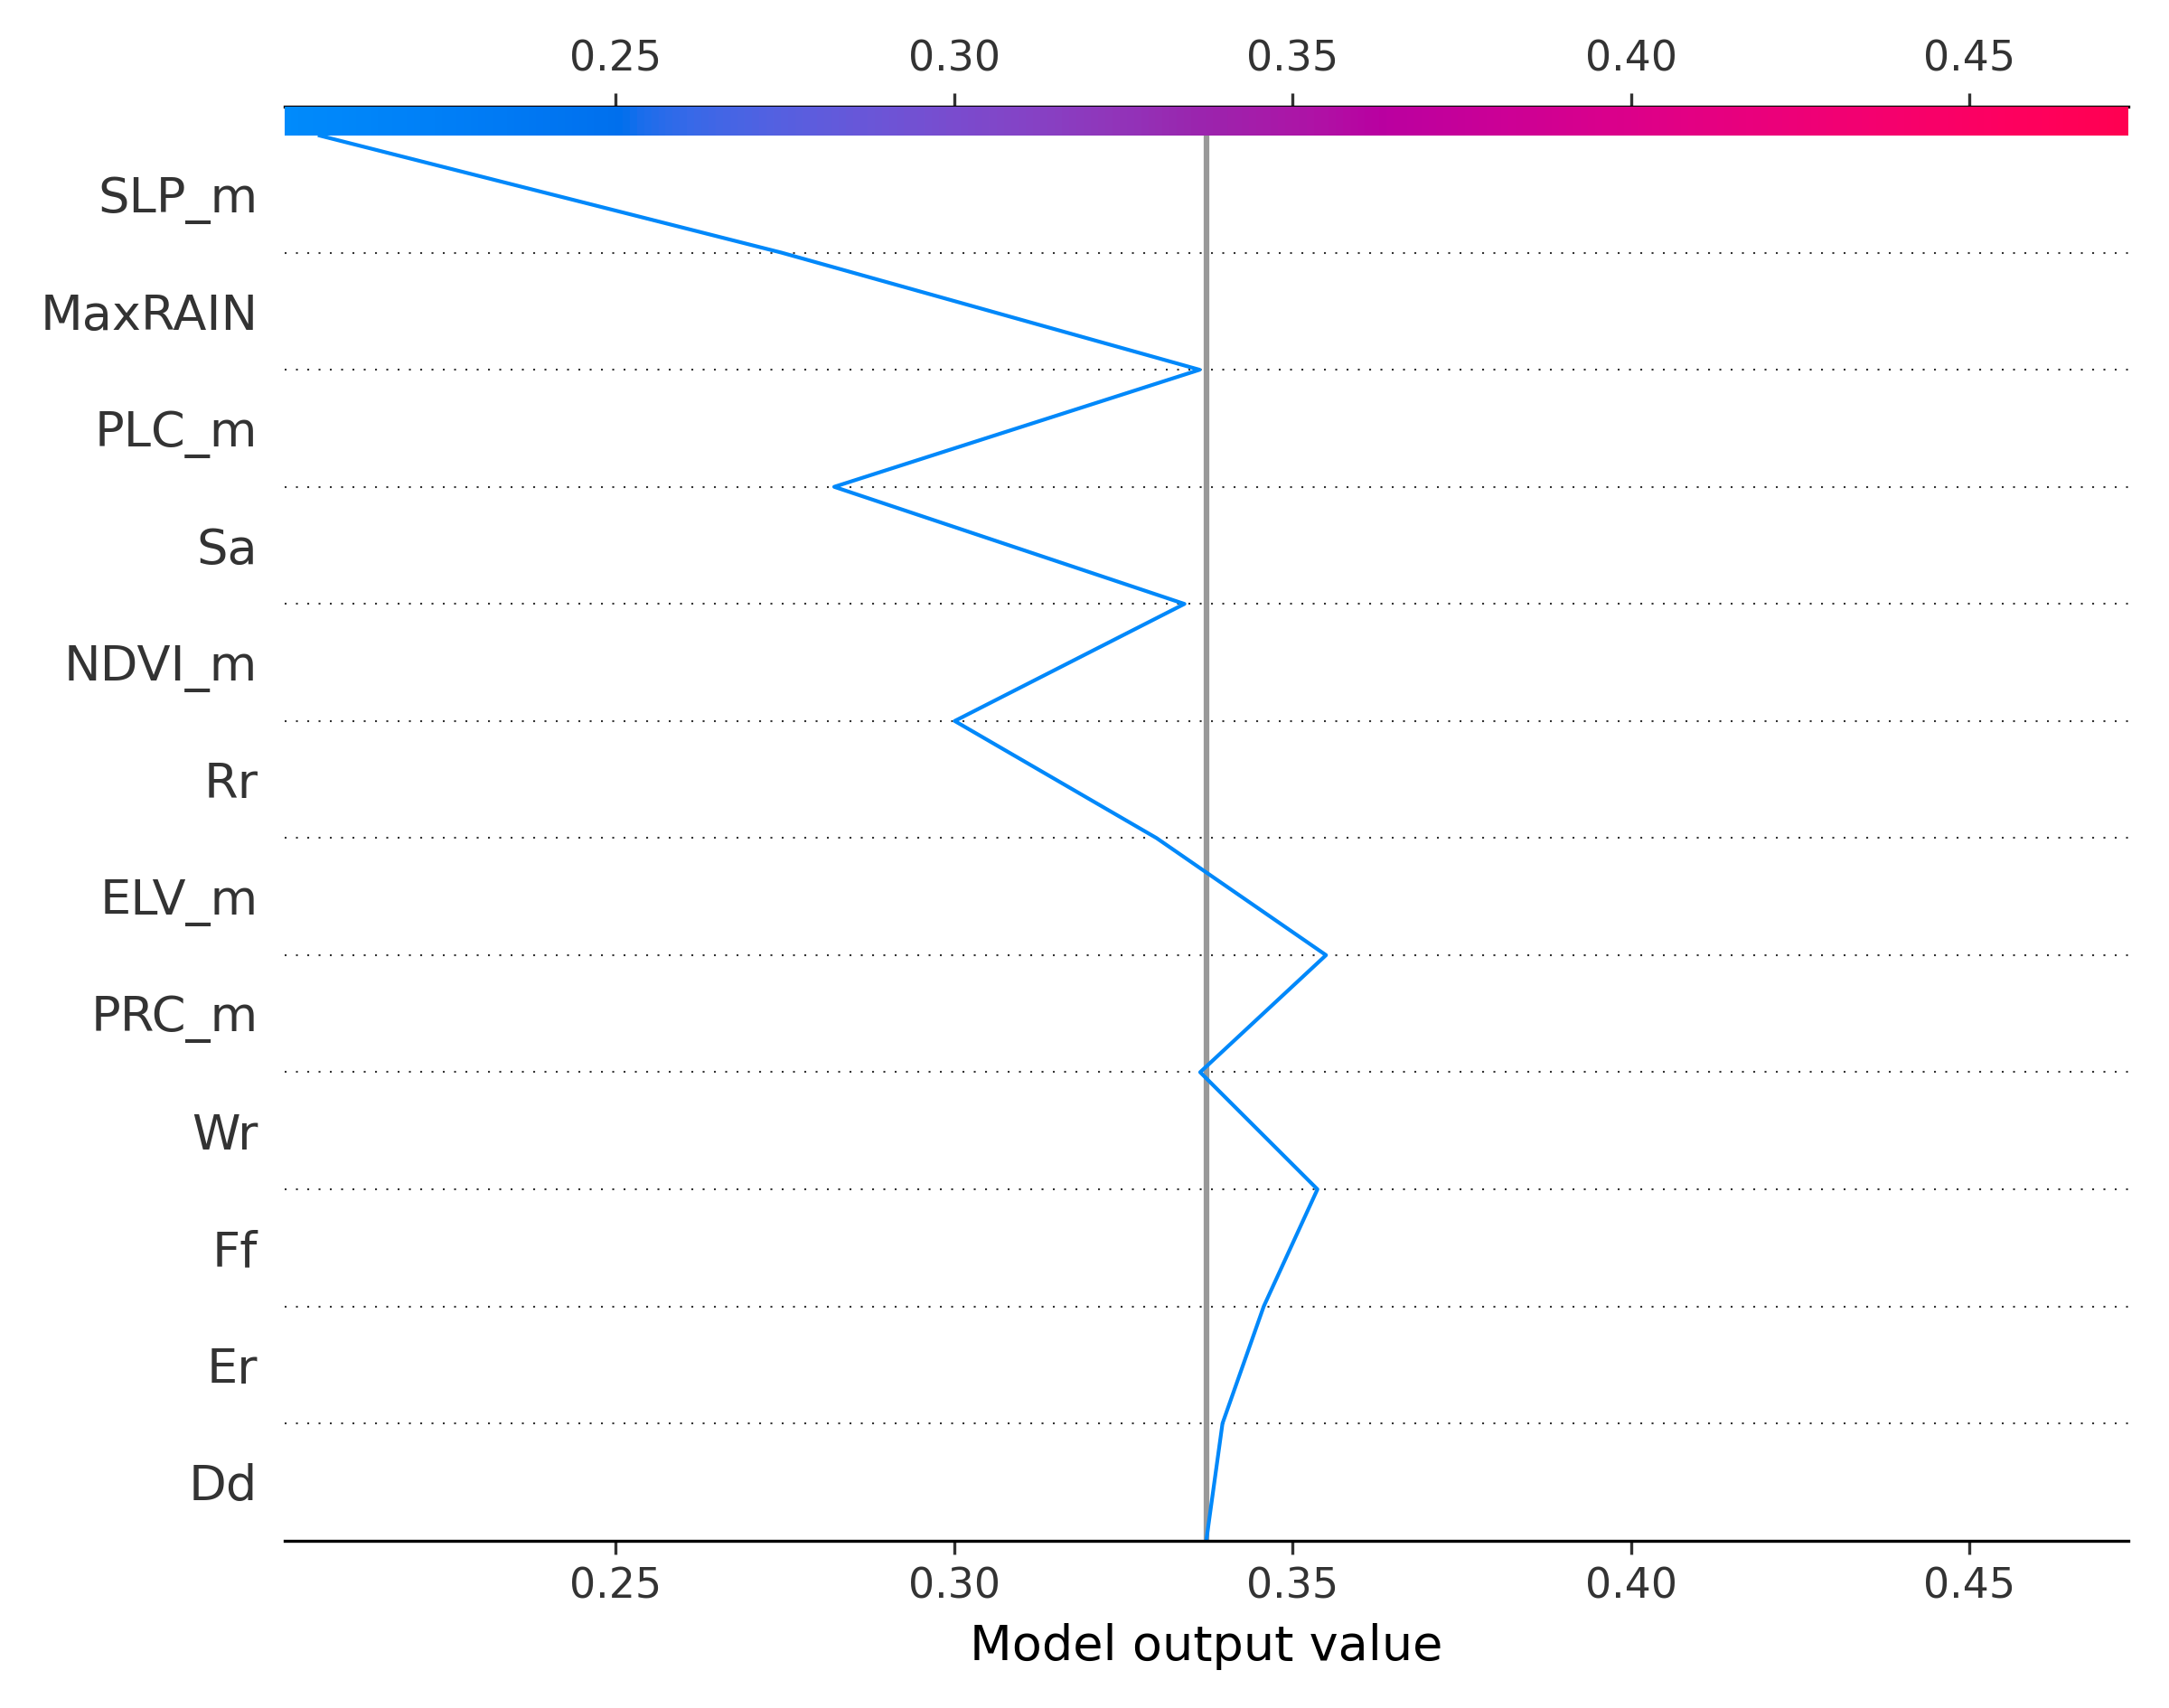 0.25 0.30 0.35 0.40 0.45
SLP_m
MaxRAIN
PLC_m
Sa
NDVI_m
Rr
ELV_m
PRC_m
Wr
Ff
Er
Dd
0.25 0.30 0.35 0.40 0.45
Model output value